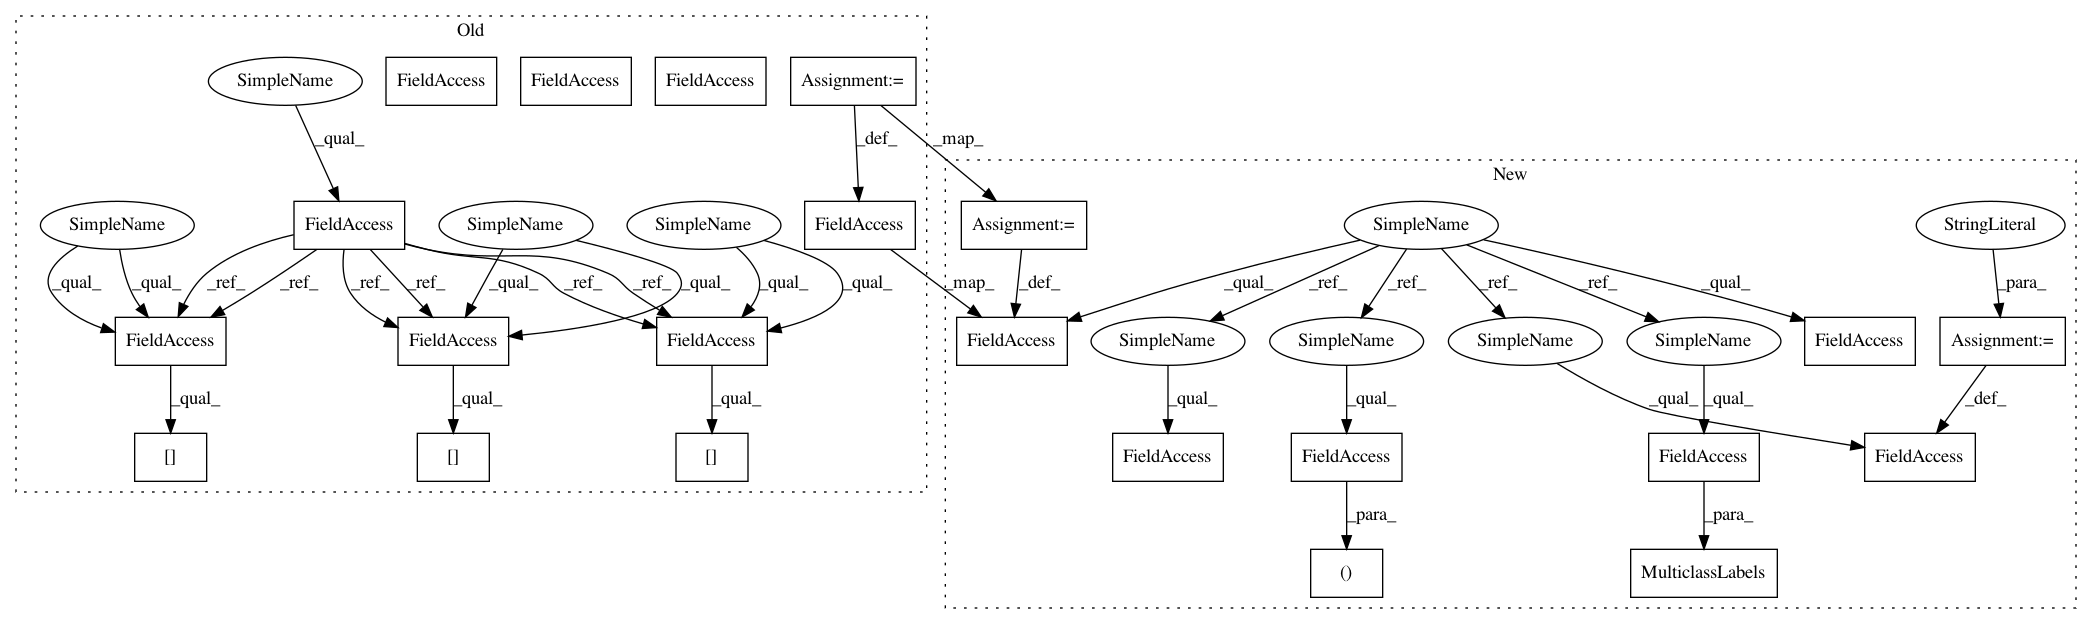 Old
SimpleName
FieldAccess
FieldAccess
FieldAccess
Assignment:=
_qual_
_def_
_map_
New
SimpleName
FieldAccess
SimpleName
SimpleName
FieldAccess
Assignment:=
SimpleName
StringLiteral
_qual_
_qual_
_ref_
_ref_
_ref_
_ref_
_qual_
_qual_
_ref_
_ref_
_qual_
_qual_
_map_
_def_
_qual_
_ref_
_ref_
_ref_
_ref_
_qual_
_para_
FieldAccess
FieldAccess
FieldAccess
FieldAccess
SimpleName
SimpleName
SimpleName
SimpleName
FieldAccess
Assignment:=
_qual_
_qual_
_qual_
_qual_
_qual_
_qual_
_qual_
_def_
[]
[]
[]
FieldAccess
FieldAccess
FieldAccess
FieldAccess
_para_
_para_
()
MulticlassLabels